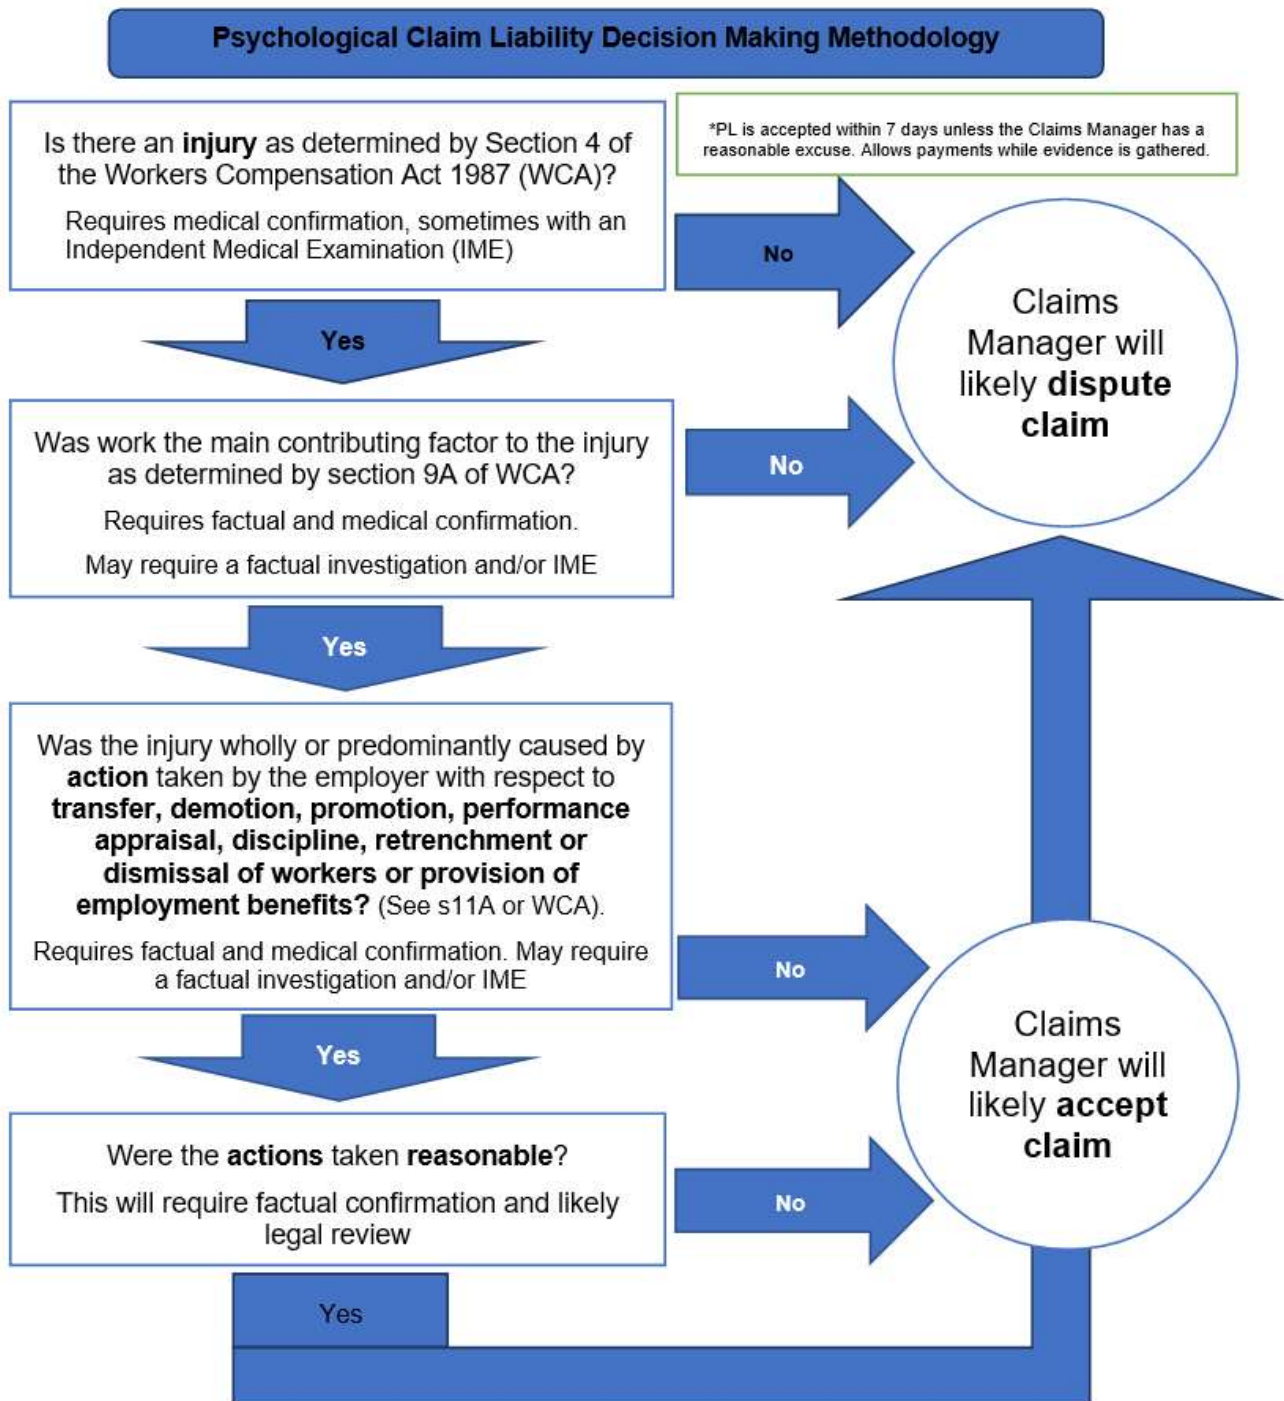 Psychological Claim Liability Decision Making Methodology
Is there an injury as determined by Section 4 of
the Workers Compensation Act 1987 (WCA)?
Requires medical confirmation, sometimes with an
Independent Medical Examination (IME)
*PL is accepted within 7 days unless the Claims Manager has a
reasonable excuse. Allows payments while evidence is gathered.
No
Claims
Manager will
likely dispute
claim
Yes
Was work the main contributing factor to the injury
as determined by section 9A of WCA?
Requires factual and medical confirmation.
May require a factual investigation and/or IME
No
Yes
Was the injury wholly or predominantly caused by
action taken by the employer with respect to
transfer, demotion, promotion, performance
appraisal, discipline, retrenchment or
dismissal of workers or provision of
employment benefits? (See s11A or WCA).
Requires factual and medical confirmation. May require
a factual investigation and/or IME
No
Claims
Manager will
likely accept
claim
Yes
Were the actions taken reasonable?
This will require factual confirmation and likely
legal review
No
Yes